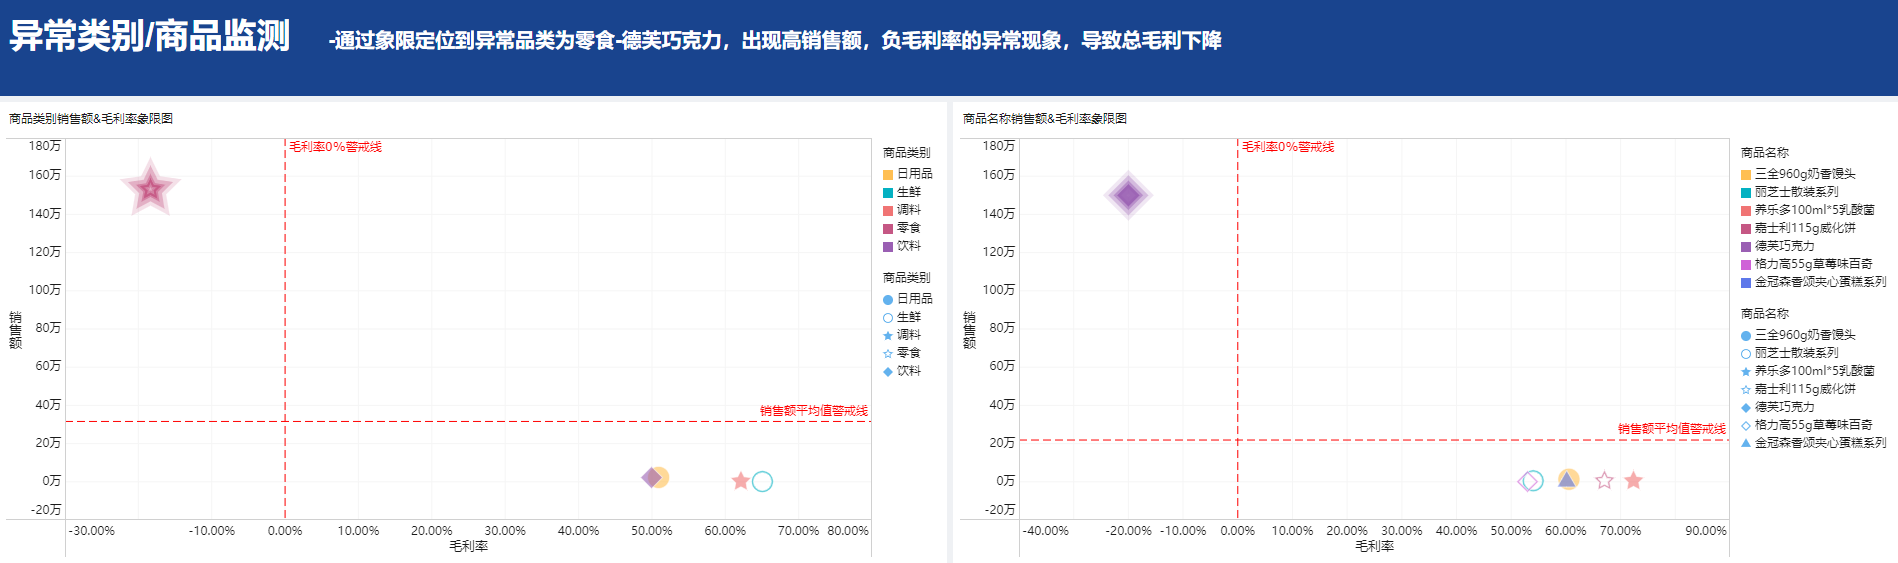 异常类别/商品监测
-通过象限定位到异常品类为零食-德芙巧克力，出现高销售额，负毛利率的异常现象，导致总毛利下降
商品类别销售额&毛利率象限图
180万
160万
140万
120万
100万
80万
60万
40万
20万
0万
-20万
销售额
毛利率0%警戒线
销售额平均值警戒线
-30.00%
-10.00%
0.00%
10.00%
20.00%
30.00%
40.00%
50.00%
60.00%
70.00%
80.00%
毛利率
商品类别
日用品
生鲜
调料
零食
饮料
商品类别
日用品
生鲜
调料
零食
饮料
商品名称销售额&毛利率象限图
180万
160万
140万
120万
100万
80万
60万
40万
20万
0万
-20万
销售额
毛利率0%警戒线
销售额平均值警戒线
-40.00%
-20.00%
-10.00%
0.00%
10.00%
20.00%
30.00%
40.00%
50.00%
60.00%
70.00%
90.00%
毛利率
商品名称
三全960g奶香馒头
丽芝士散装系列
养乐多100ml*5乳酸菌
嘉士利115g威化饼
德芙巧克力
格力高55g草莓味百奇
金冠森香颂夹心蛋糕系列
商品名称
三全960g奶香馒头
丽芝士散装系列
养乐多100ml*5乳酸菌
嘉士利115g威化饼
德芙巧克力
格力高55g草莓味百奇
金冠森香颂夹心蛋糕系列